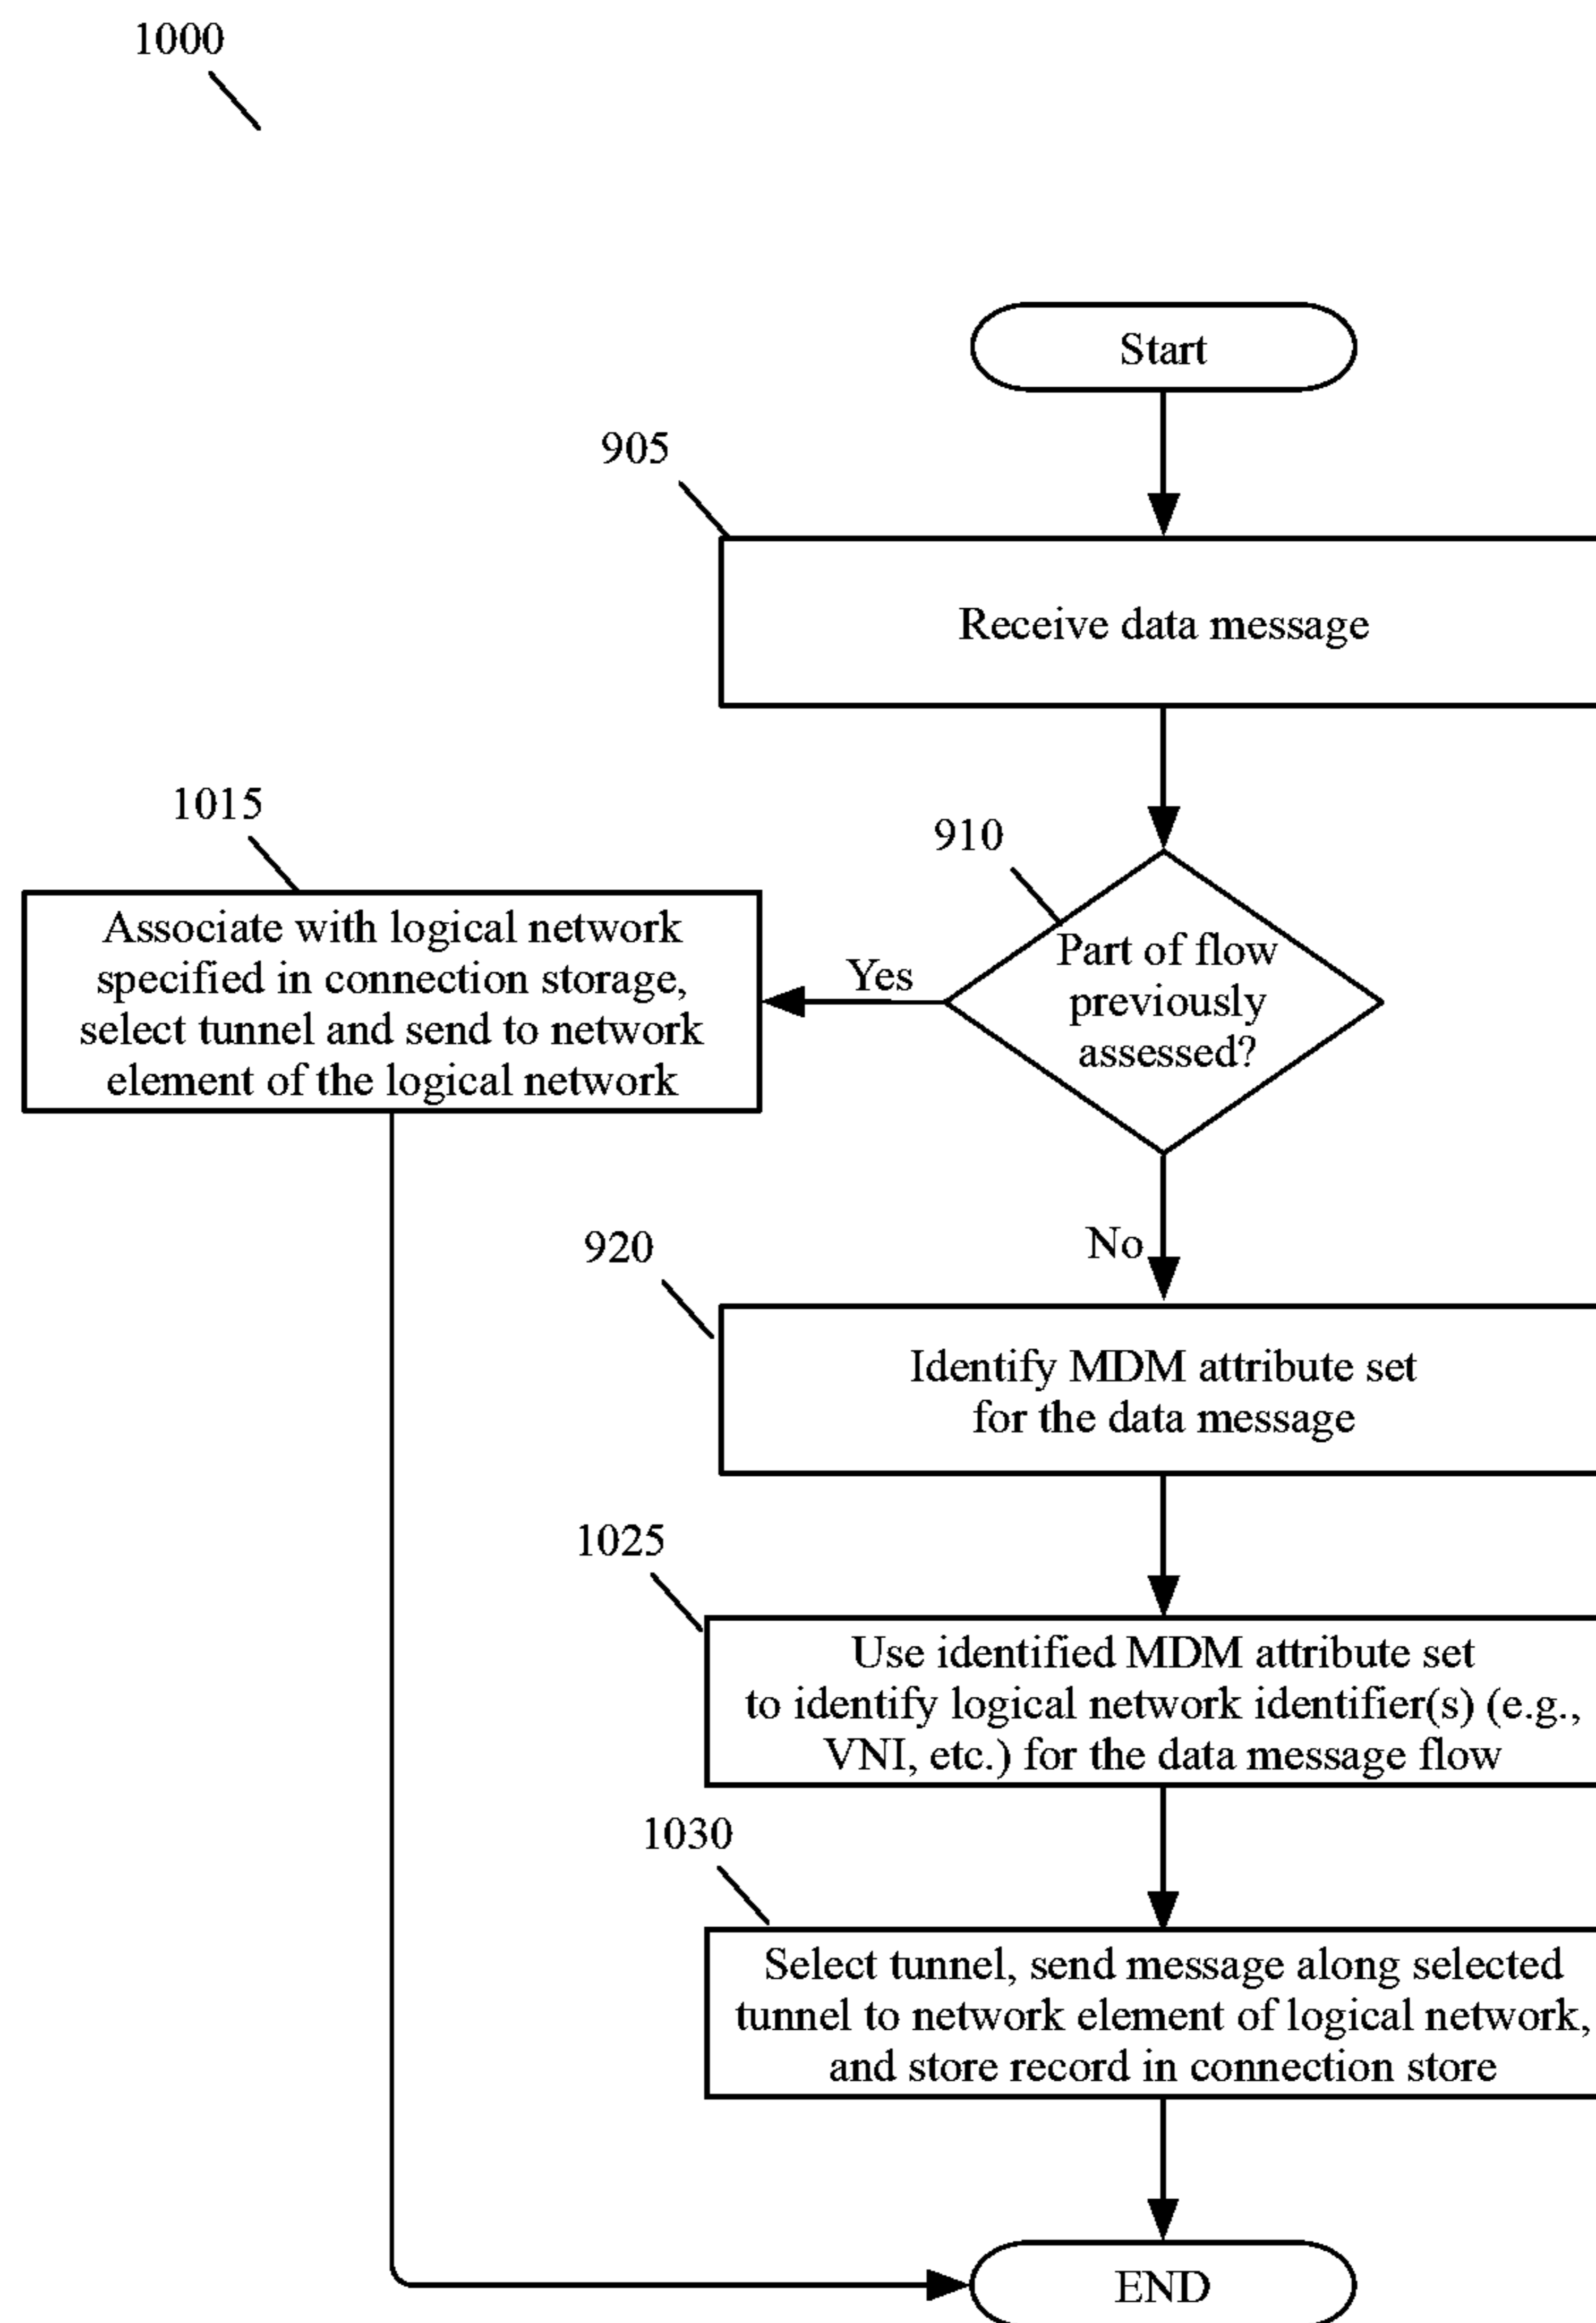 1000
Start
905
Receive data message
1015
910
Associate with logical network
specified in connection storage,
select tunnel and send to network
element of the logical network
Yes
Part of flow
previously
assessed?
No
920
Identify MDM attribute set
for the data message
1025
Use identified MDM attribute set
to identify logical network identifier(s) (e.g.,
VNI, etc.) for the data message flow
1030
Select tunnel, send message along selected
tunnel to network element of logical network,
and store record in connection store
END